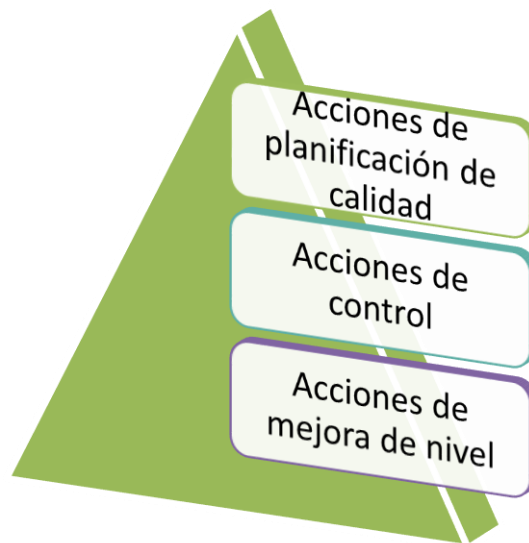 Acciones de
planificación de
calidad
Acciones de
control
Acciones de
mejora de nivel